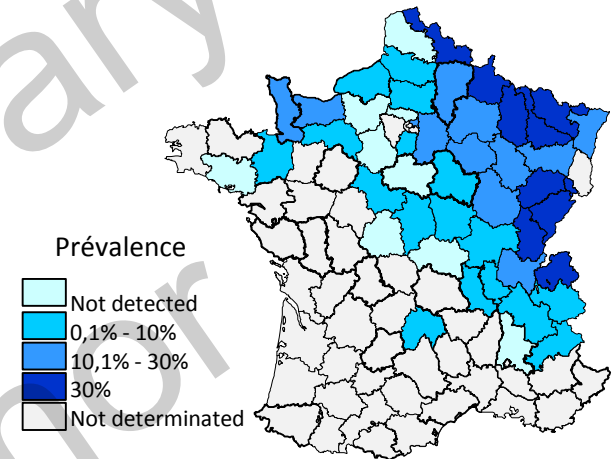 Prévalence
Not detected
0,1% - 10%
10,1% - 30%
30%
Not determinated